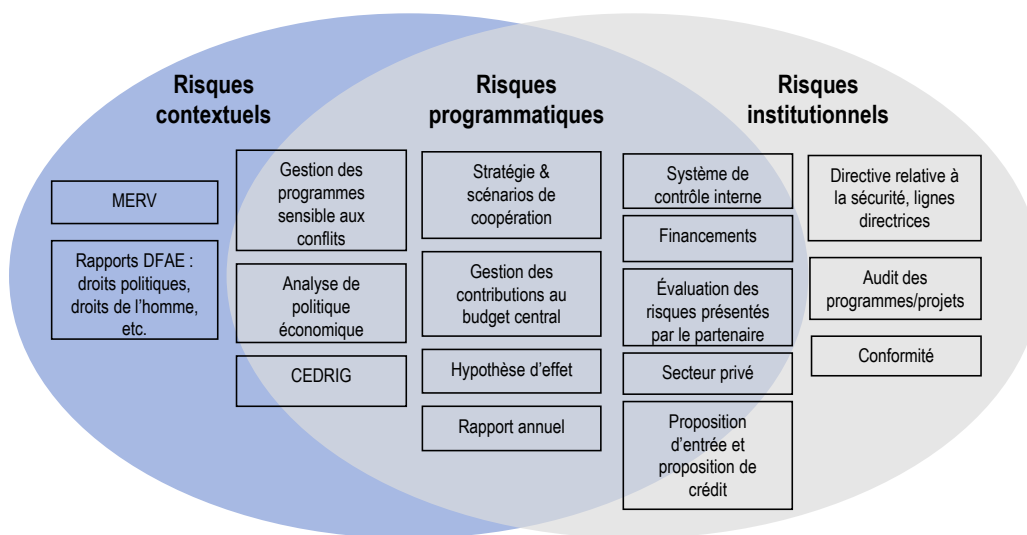 Risques
contextuels
Risques
programmatiques
Risques
institutionnels
MERV
Rapports DFAE :
droits politiques,
droits de l'homme,
etc.
Gestion des
programmes
sensible aux
conflits
Analyse de
politique
économique
CEDRIG
Stratégie &
scénarios de
coopération
Gestion des
contributions au
budget central
Hypothèse d'effet
Rapport annuel
Système de
contrôle interne
Financements
Évaluation des
risques présentés
par le partenaire
Secteur privé
Proposition
d'entrée et
proposition de
crédit
Directive relative à
la sécurité, lignes
directrices
Audit des
programmes/projets
Conformité